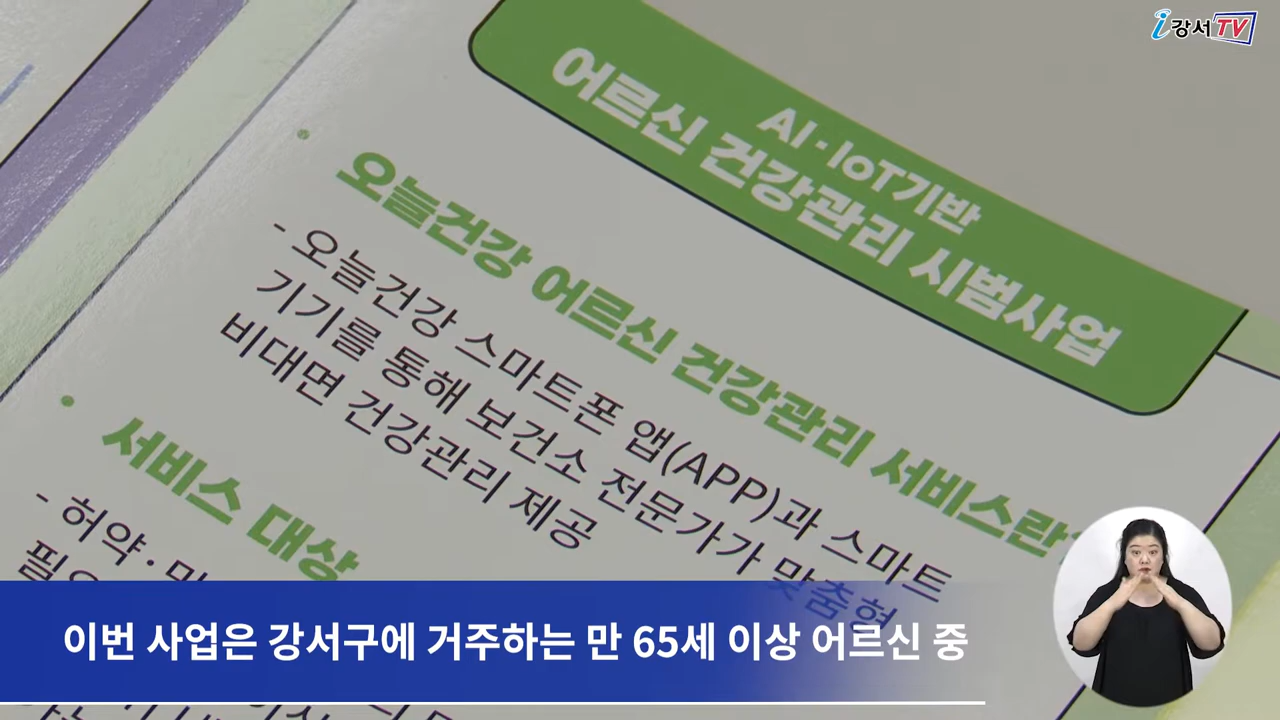 i강서TV
AI·IoT기반
어르신 건강관리 시범사업
오늘건강 어르신 건강관리 서비스란?
- 오늘건강 스마트폰 앱(APP)과 스마트
기기를 통해 보건소 전문가가 맞춤형
비대면 건강관리 제공
서비스 대상
- 허약·만
이번 사업은 강서구에 거주하는 만 65세 이상 어르신 중